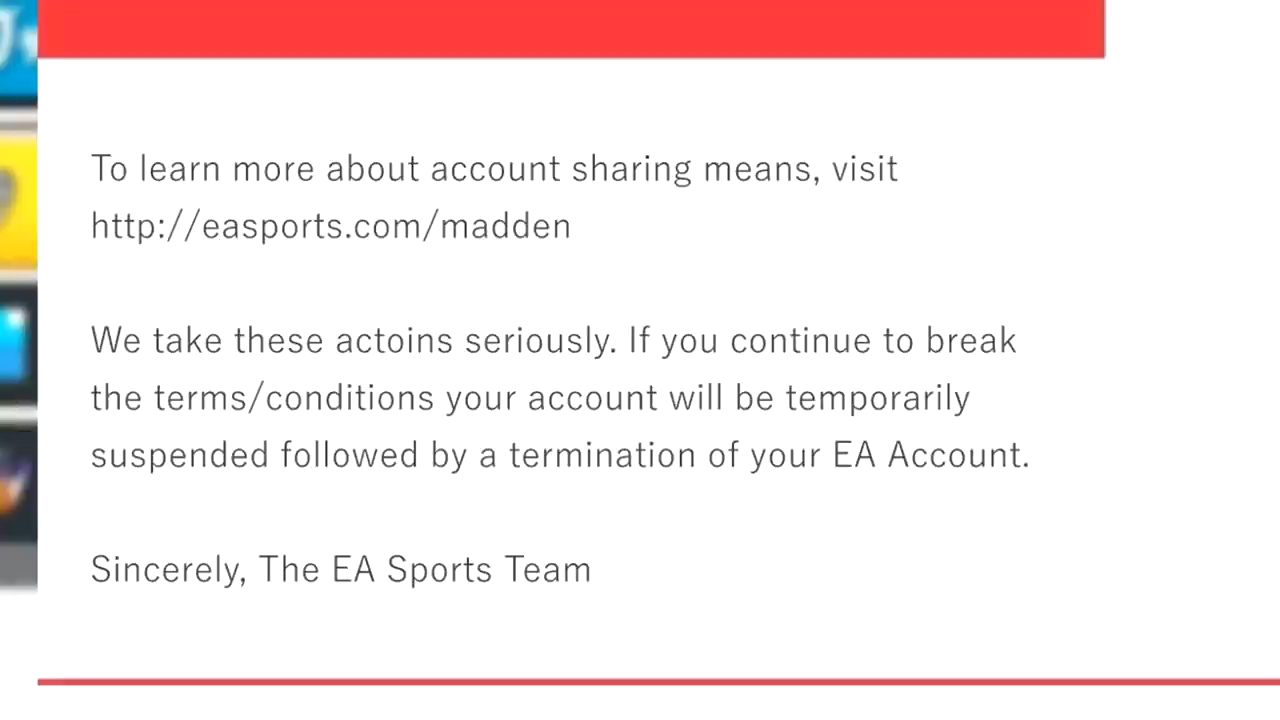 To learn more about account sharing means, visit
http://easports.com/madden
We take these actoins seriously. If you continue to break
the terms/conditions your account will be temporarily
suspended followed by a termination of your EA Account.
Sincerely, The EA Sports Team